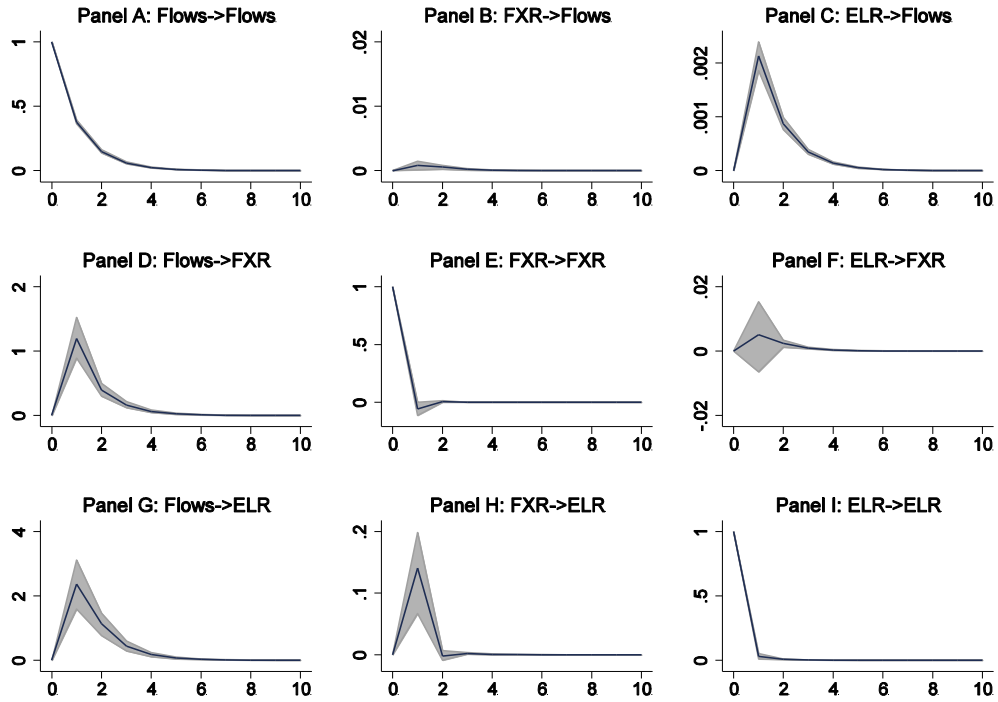 Panel A: Flows->Flows
Panel B: FXR->Flows
Panel C: ELR->Flows
1
.5
0
0 2 4 6 8 10
.02
.01
0
0 2 4 6 8 10
.002
.001
0
0 2 4 6 8 10
Panel D: Flows->FXR
Panel E: FXR->FXR
Panel F: ELR->FXR
2
1
0
0 2 4 6 8 10
1
.5
0
0 2 4 6 8 10
.02
0
-.02
0 2 4 6 8 10
Panel G: Flows->ELR
Panel H: FXR->ELR
Panel I: ELR->ELR
4
2
0
0 2 4 6 8 10
.2
.1
0
0 2 4 6 8 10
1
.5
0
0 2 4 6 8 10